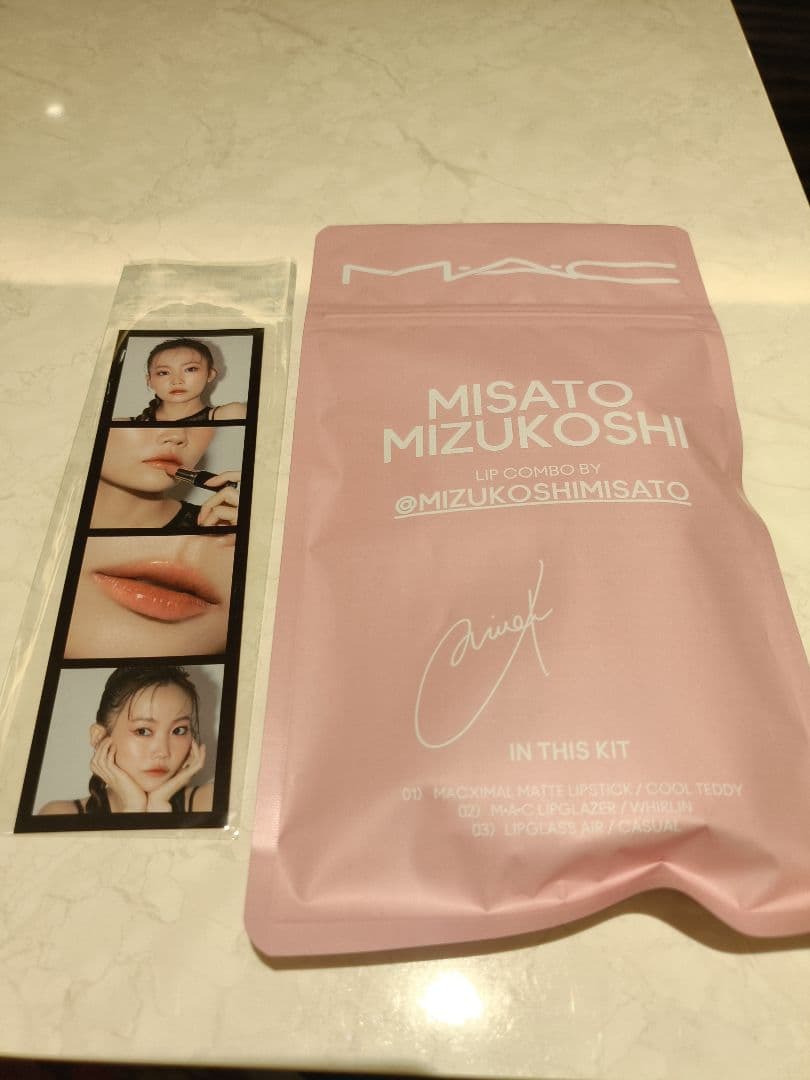 M·A·C
MISATO
MIZUKOSHI
LIP COMBO BY
@MIZUKOSHIMISATO
IN THIS KIT
01) MACXIMAL MATTE LIPSTICK / COOL TEDDY
02) M·A·C LIPGLAZER / WHIRLIN
03) LIPGLASS AIR / CASUAL